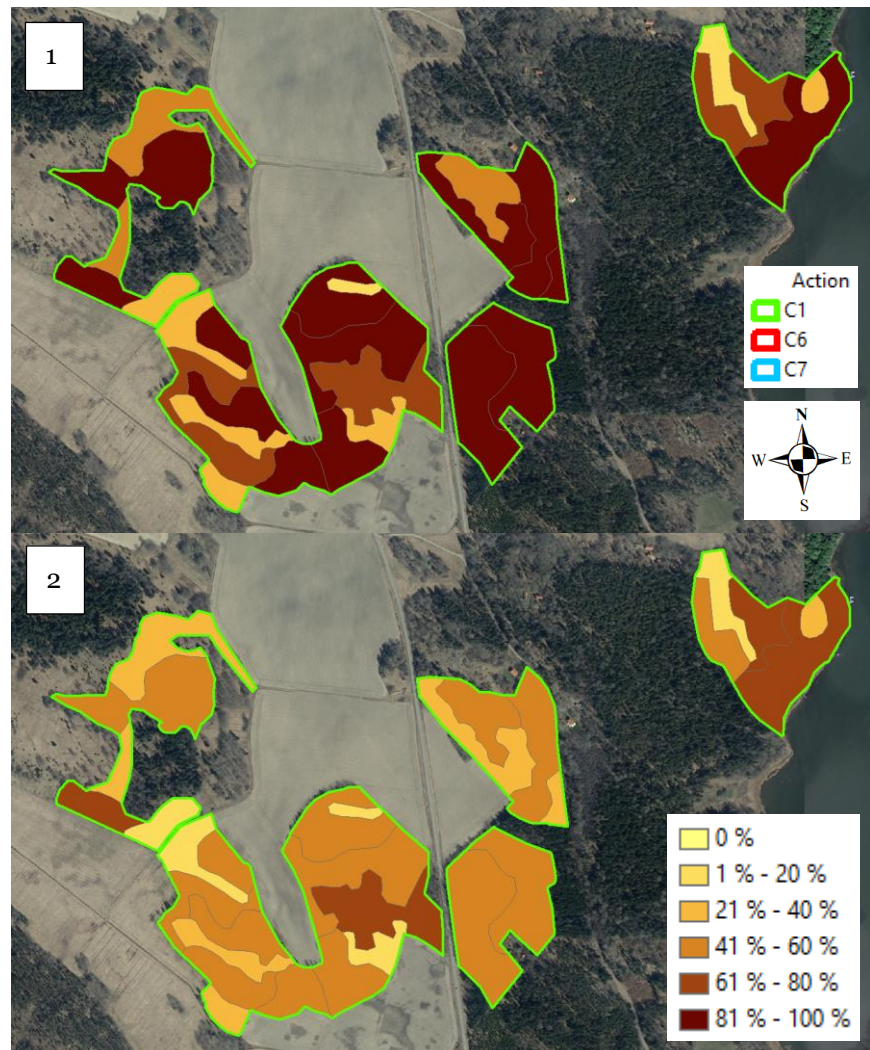 1
Action
C1
C6
C7
N
W E
S
2
0 %
1 % - 20 %
21 % - 40 %
41 % - 60 %
61 % - 80 %
81 % - 100 %